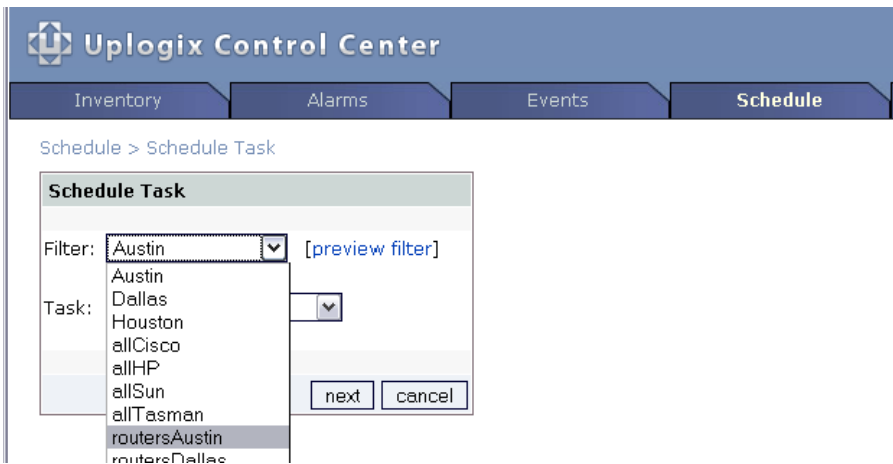 Uplogix Control Center
Inventory Alarms Events Schedule
Schedule > Schedule Task
Schedule Task
Filter: Austin [preview filter]
Austin
Dallas
Task:
Houston
allCisco
allHP
allSun
next cancel
allTasman
routersAustin
routersDallas